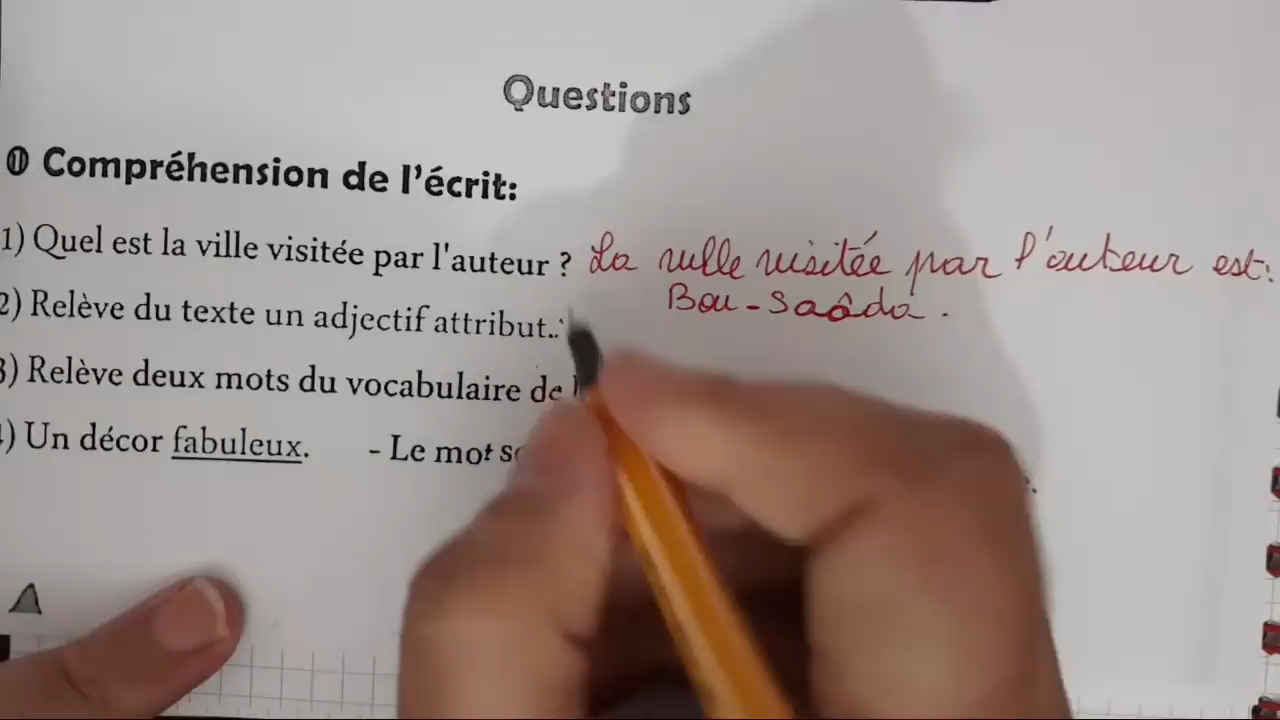 Questions
① Compréhension de l'écrit:
1) Quel est la ville visitée par l'auteur ? La ville visitée par l'auteur est:
Bou-Saâda.
2) Relève du texte un adjectif attribut..
3) Relève deux mots du vocabulaire de
4) Un décor fabuleux. - Le mot